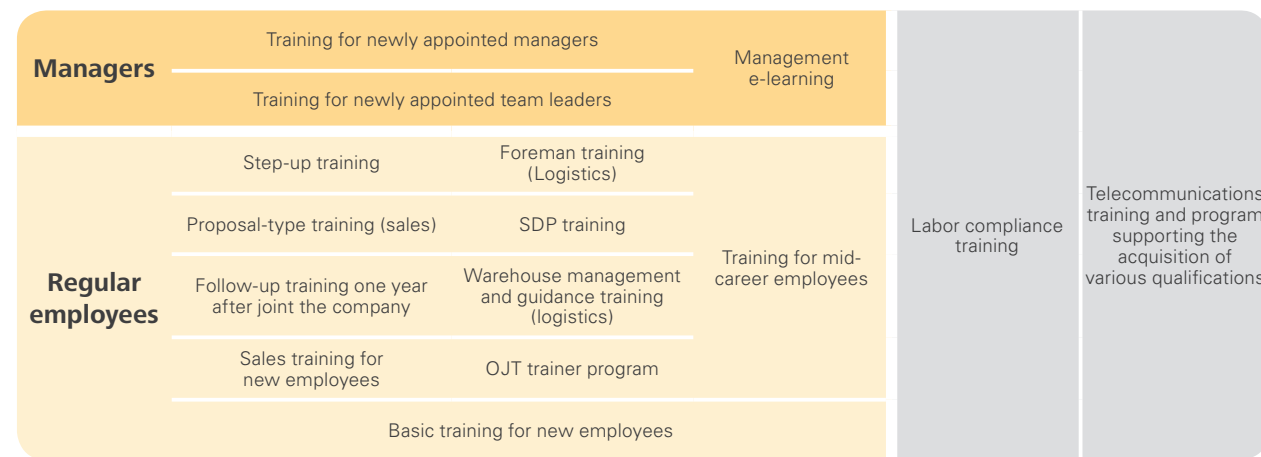 Managers
Training for newly appointed managers
Training for newly appointed team leaders
Management
e-learning
Regular
employees
Step-up training
Foreman training
(Logistics)
Proposal-type training (sales)
SDP training
Follow-up training one year
after joint the company
Warehouse management
and guidance training
(logistics)
Sales training for
new employees
OJT trainer program
Training for mid-
career employees
Basic training for new employees
Labor compliance
training
Telecommunications
training and program
supporting the
acquisition of
various qualifications